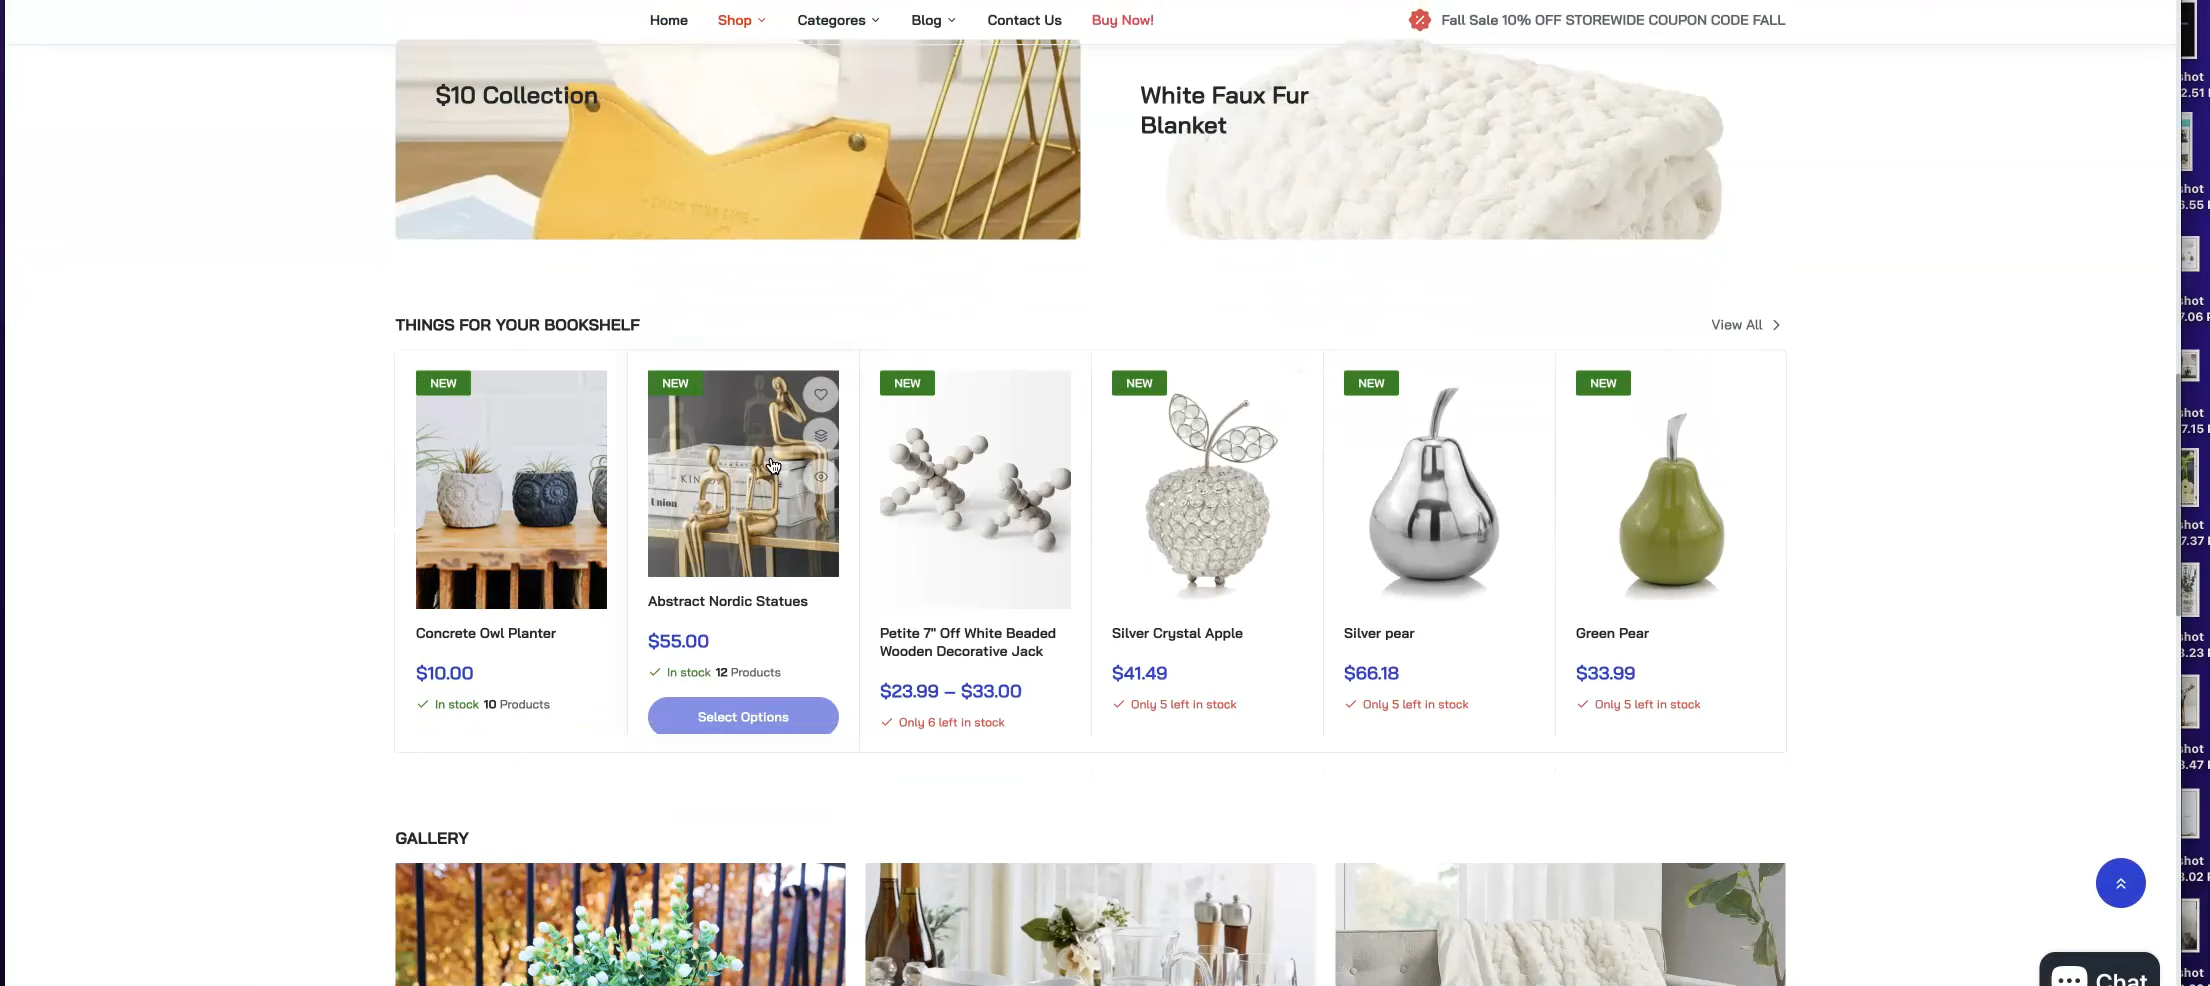 Home Shop Categores Blog Contact Us Buy Now! Fall Sale 10% OFF STOREWIDE COUPON CODE FALL
$10 Collection
White Faux Fur
Blanket
THINGS FOR YOUR BOOKSHELF
View All
NEW
Concrete Owl Planter
$10.00
In stock 10 Products
NEW
KIN
Union
Abstract Nordic Statues
$55.00
In stock 12 Products
Select Options
NEW
Petite 7" Off White Beaded
Wooden Decorative Jack
$23.99 – $33.00
Only 6 left in stock
NEW
Silver Crystal Apple
$41.49
Only 5 left in stock
NEW
Silver pear
$66.18
Only 5 left in stock
NEW
Green Pear
$33.99
Only 5 left in stock
GALLERY
Chat